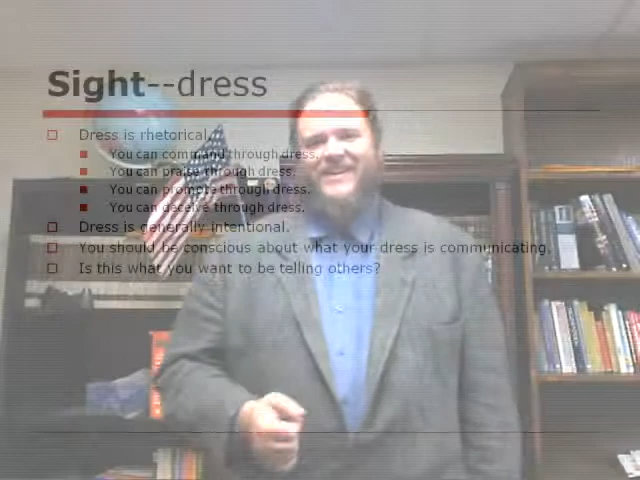 Sight--dress
Dress is rhetorical.
You can command through dress.
You can praise through dress.
You can promote through dress.
You can deceive through dress.
Dress is generally intentional.
You should be conscious about what your dress is communicating.
Is this what you want to be telling others?